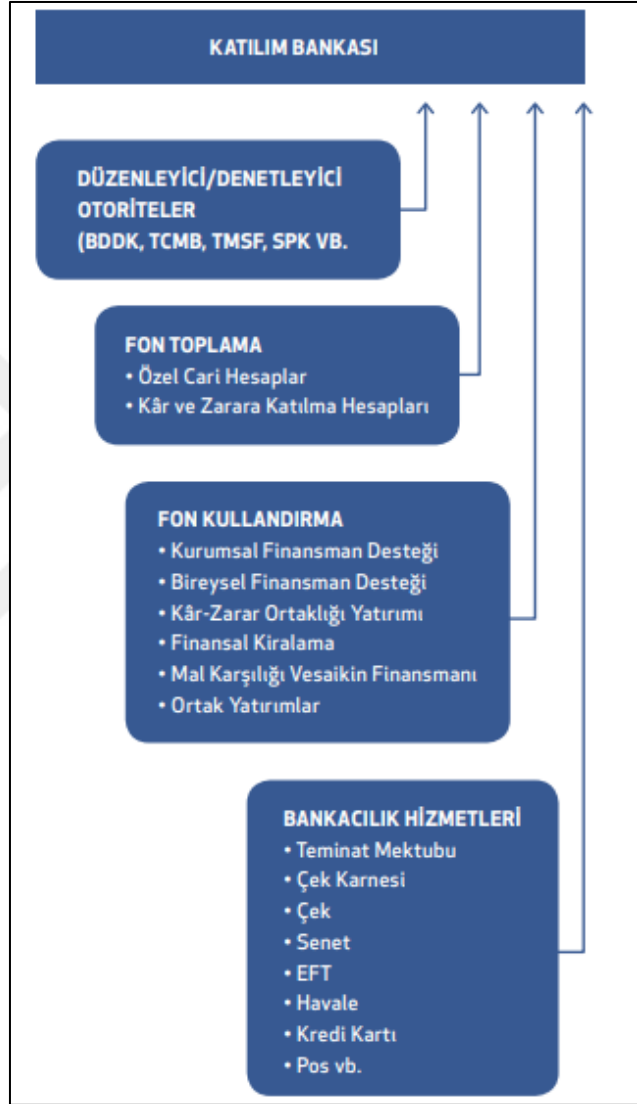 KATILIM BANKASI
DÜZENLEYİCİ/DENETLEYİCİ
OTORİTELER
(BDDK, TCMB, TMSF, SPK VB.
FON TOPLAMA
• Özel Cari Hesaplar
• Kâr ve Zarara Katılma Hesapları
FON KULLANDIRMA
• Kurumsal Finansman Desteği
• Bireysel Finansman Desteği
• Kâr-Zarar Ortaklığı Yatırımı
• Finansal Kiralama
• Mal Karşılığı Vesaikin Finansmanı
• Ortak Yatırımlar
BANKACILIK HİZMETLERİ
• Teminat Mektubu
• Çek Karnesi
• Çek
• Senet
• EFT
• Havale
• Kredi Kartı
• Pos vb.